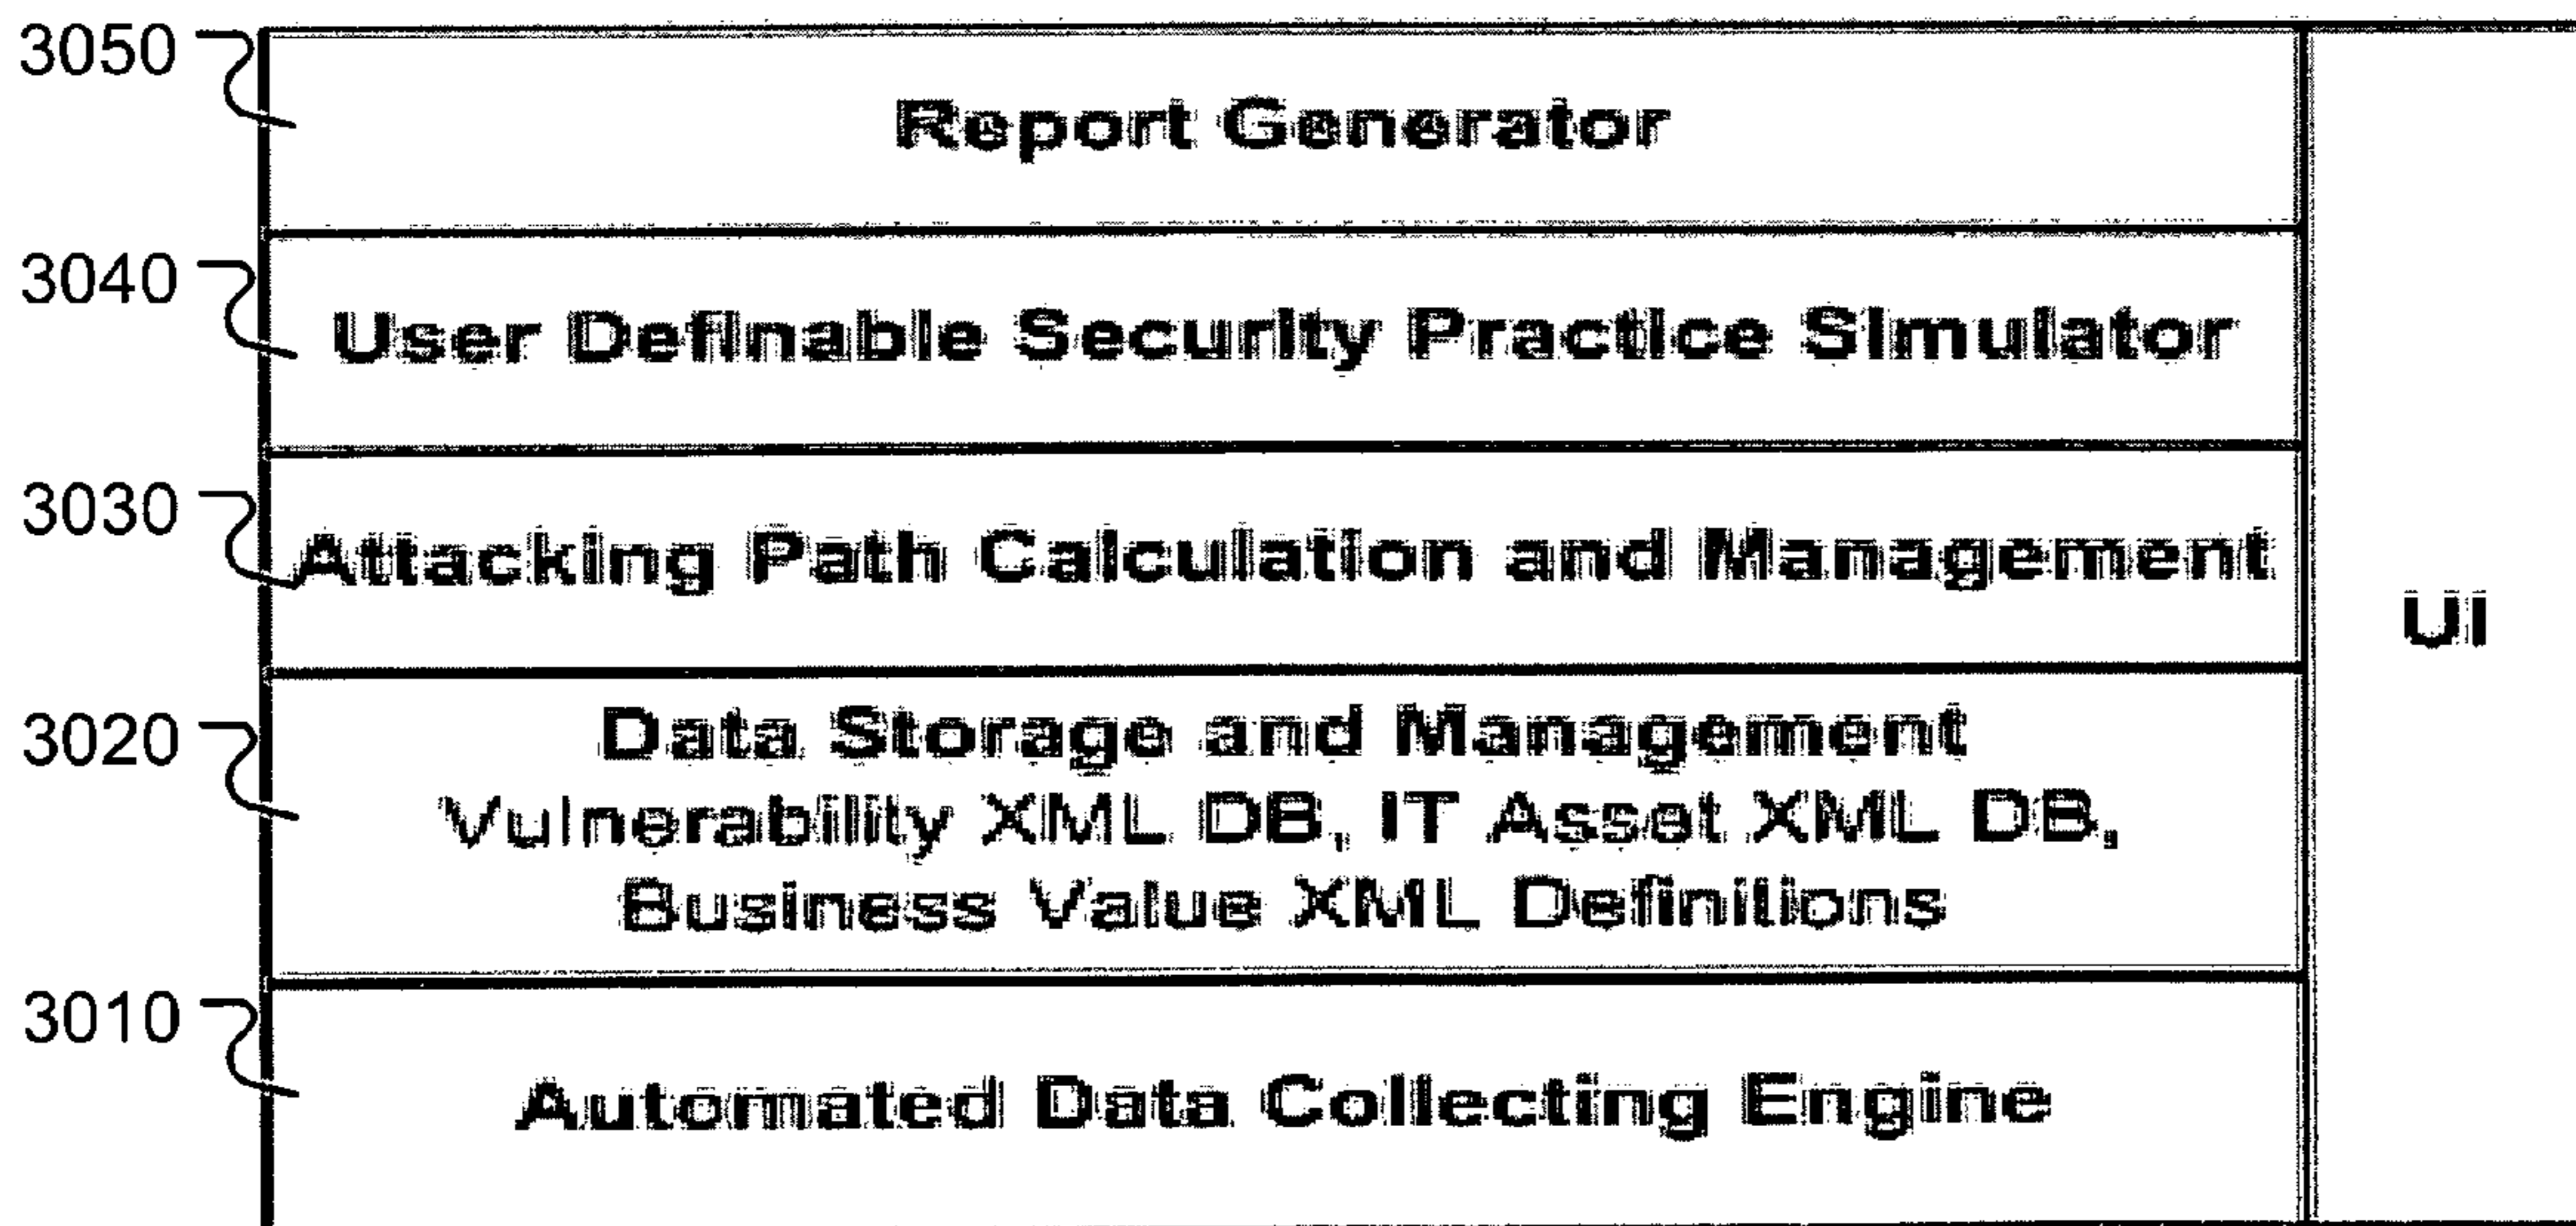 3050
Report Generator
3040
User Definable Security Practice Simulator
3030
Attacking Path Calculation and Management
UI
3020
Data Storage and Management
Vulnerability XML DB, IT Asset XML DB,
Business Value XML Definitions
3010
Automated Data Collecting Engine